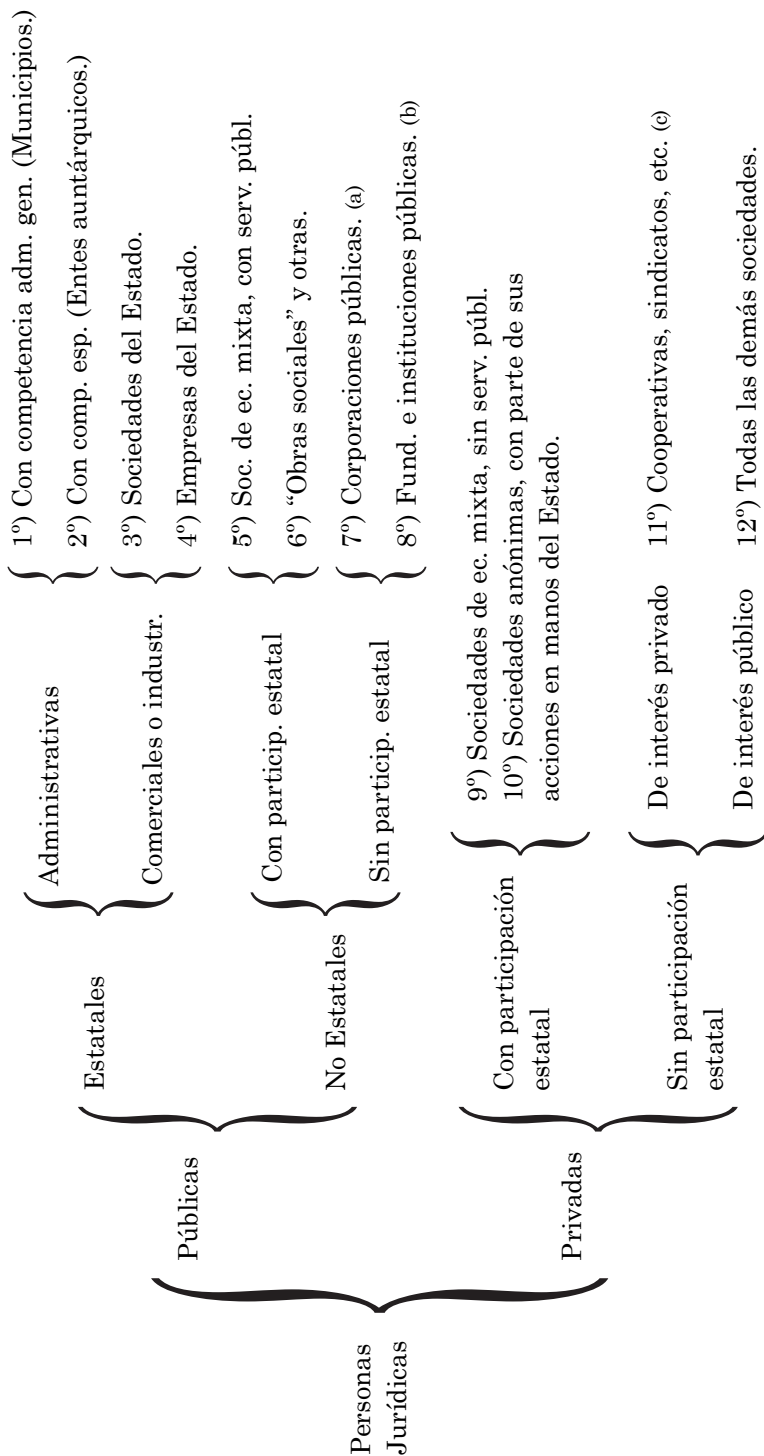 Personas
Jurídicas
Públicas
Estatales
Administrativas
1º) Con competencia adm. gen. (Municipios.)
2º) Con comp. esp. (Entes auntárquicos.)
Comerciales o industr.
3º) Sociedades del Estado.
4º) Empresas del Estado.
No Estatales
Con particip. estatal
5º) Soc. de ec. mixta, con serv. públ.
6º) “Obras sociales” y otras.
Sin particip. estatal
7º) Corporaciones públicas. (a)
8º) Fund. e instituciones públicas. (b)
Privadas
Con participación
estatal
9º) Sociedades de ec. mixta, sin serv. públ.
10º) Sociedades anónimas, con parte de sus
acciones en manos del Estado.
Sin participación
estatal
De interés privado
11º) Cooperativas, sindicatos, etc. (c)
De interés público
12º) Todas las demás sociedades.